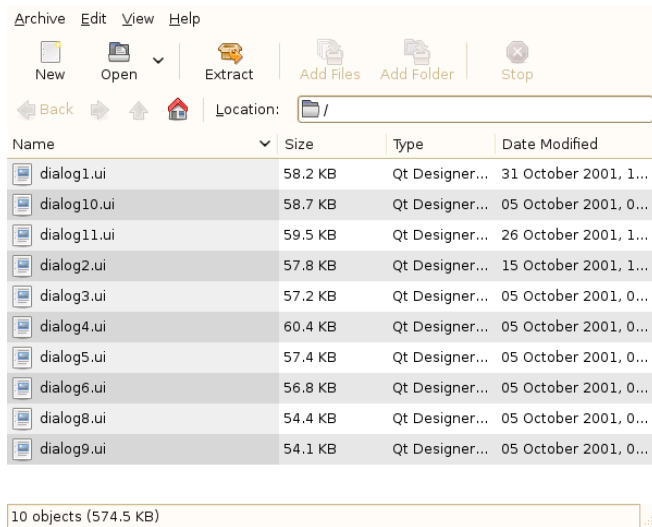 Archive Edit View Help
New Open Extract Add Files Add Folder Stop
Back Location: /
Name Size Type Date Modified
dialog1.ui 58.2 KB Qt Designer... 31 October 2001, 1...
dialog10.ui 58.7 KB Qt Designer... 05 October 2001, 0...
dialog11.ui 59.5 KB Qt Designer... 26 October 2001, 1...
dialog2.ui 57.8 KB Qt Designer... 15 October 2001, 1...
dialog3.ui 57.2 KB Qt Designer... 05 October 2001, 0...
dialog4.ui 60.4 KB Qt Designer... 05 October 2001, 0...
dialog5.ui 57.4 KB Qt Designer... 05 October 2001, 0...
dialog6.ui 56.8 KB Qt Designer... 05 October 2001, 0...
dialog8.ui 54.4 KB Qt Designer... 05 October 2001, 0...
dialog9.ui 54.1 KB Qt Designer... 05 October 2001, 0...
10 objects (574.5 KB)